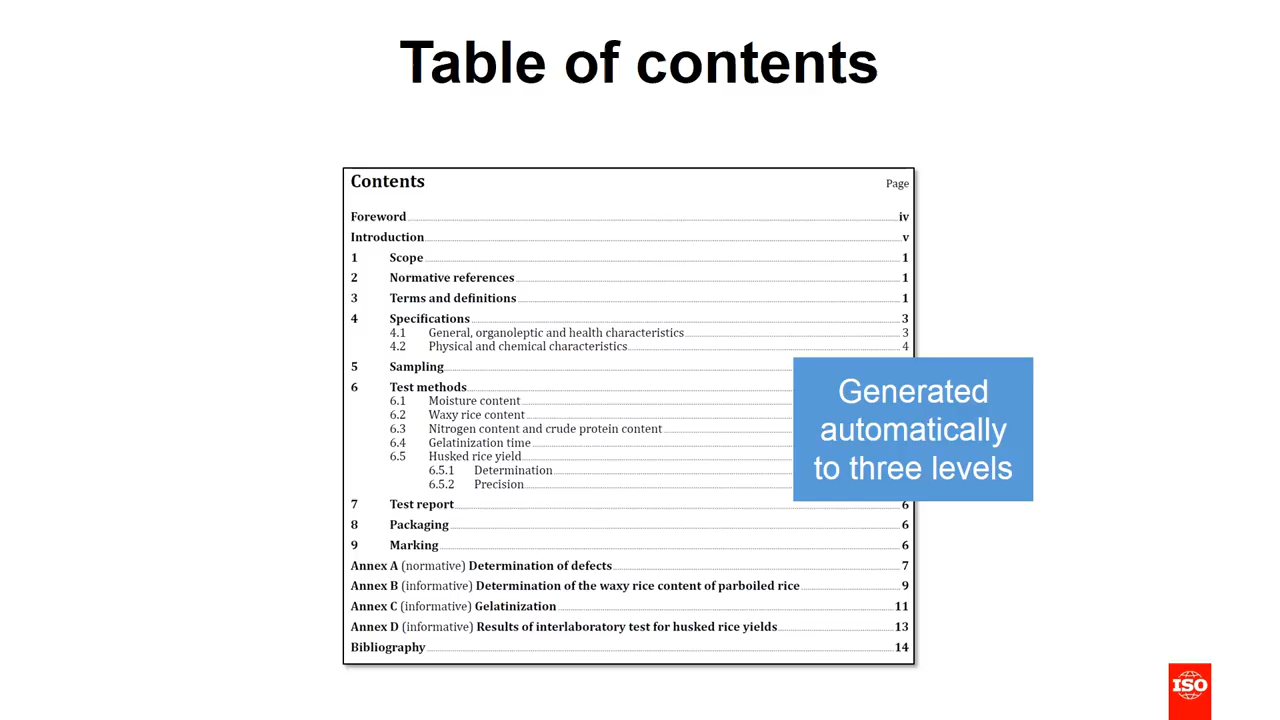 Table of contents
Contents Page
Foreword iv
Introduction v
1 Scope 1
2 Normative references 1
3 Terms and definitions 1
4 Specifications 3
4.1 General, organoleptic and health characteristics 3
4.2 Physical and chemical characteristics 4
5 Sampling
6 Test methods
6.1 Moisture content
6.2 Waxy rice content
6.3 Nitrogen content and crude protein content
6.4 Gelatinization time
6.5 Husked rice yield
6.5.1 Determination
6.5.2 Precision
Generated
automatically
to three levels
7 Test report 6
8 Packaging 6
9 Marking 6
Annex A (normative) Determination of defects 7
Annex B (informative) Determination of the waxy rice content of parboiled rice 9
Annex C (informative) Gelatinization 11
Annex D (informative) Results of interlaboratory test for husked rice yields 13
Bibliography 14
ISO